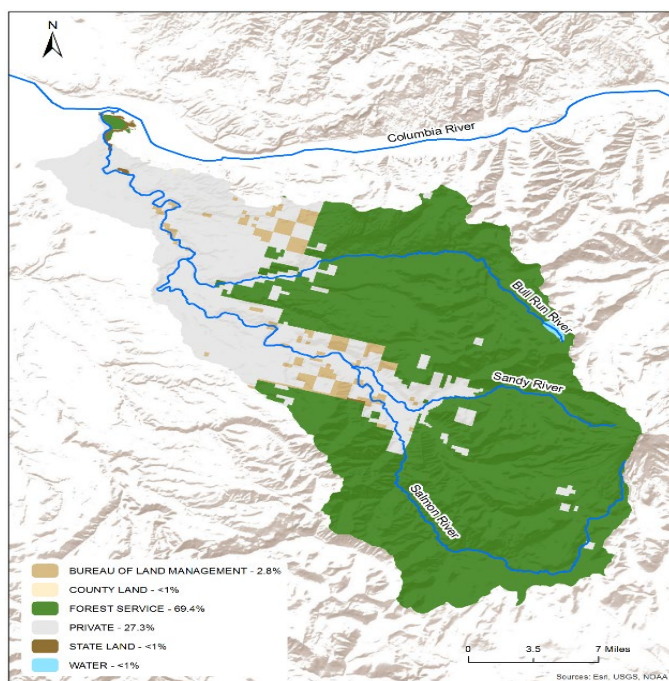 N
Columbia River
Bull Run River
Sandy River
Salmon River
BUREAU OF LAND MANAGEMENT - 2.8%
COUNTY LAND - <1%
FOREST SERVICE - 69.4%
PRIVATE - 27.3%
STATE LAND - <1%
WATER - <1%
0 3.5 7 Miles
Sources: Esri, USGS, NOAA